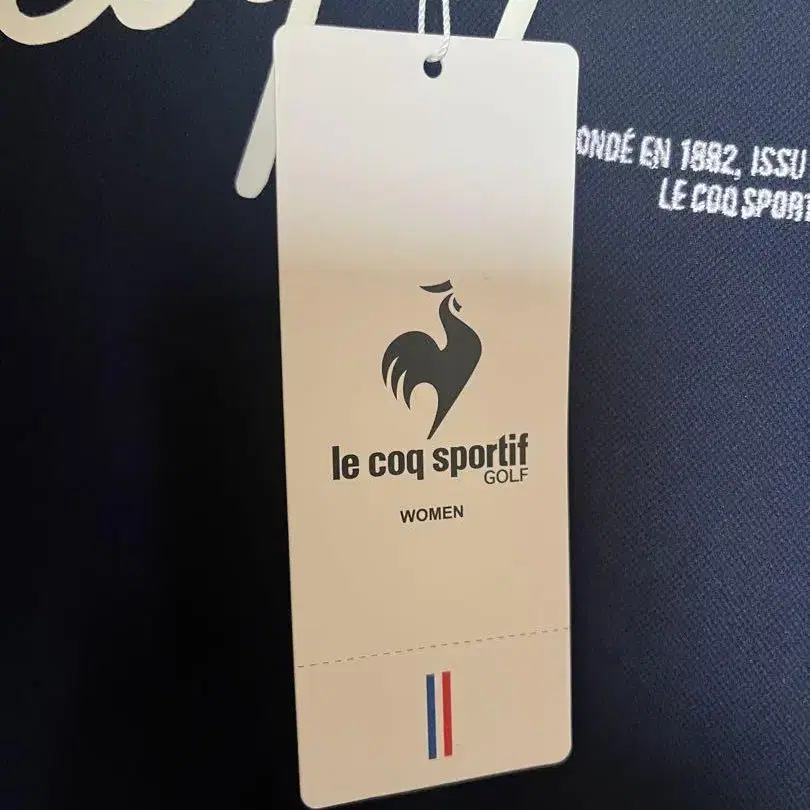 ONDÉ EN 1882, ISSU
LE COQ SPORT
le coq sportif
GOLF
WOMEN